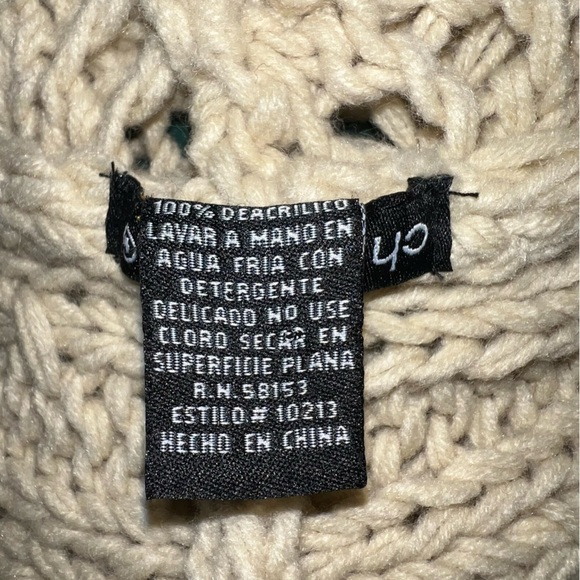 100% DEACRILICO
LAVAR A MANO EN
AGUA FRIA CON
DETERGENTE
DELICADO NO USE
CLORO SECAR EN
SUPERFICIE PLANA
R.N. 58153
ESTILO# 10213
HECHO EN CHINA
ch